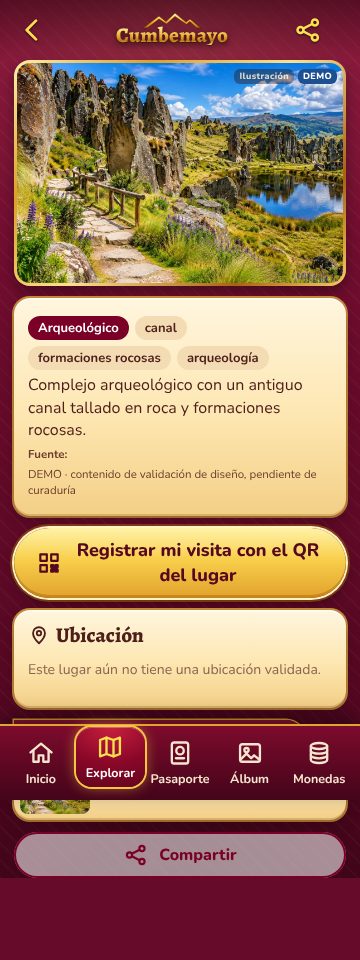 Cumbemayo
Ilustración DEMO
Arqueológico canal
formaciones rocosas arqueología
Complejo arqueológico con un antiguo
canal tallado en roca y formaciones
rocosas.
Fuente:
DEMO · contenido de validación de diseño, pendiente de
curaduría
Registrar mi visita con el QR
del lugar
Ubicación
Este lugar aún no tiene una ubicación validada.
Inicio Explorar Pasaporte Álbum Monedas
Compartir